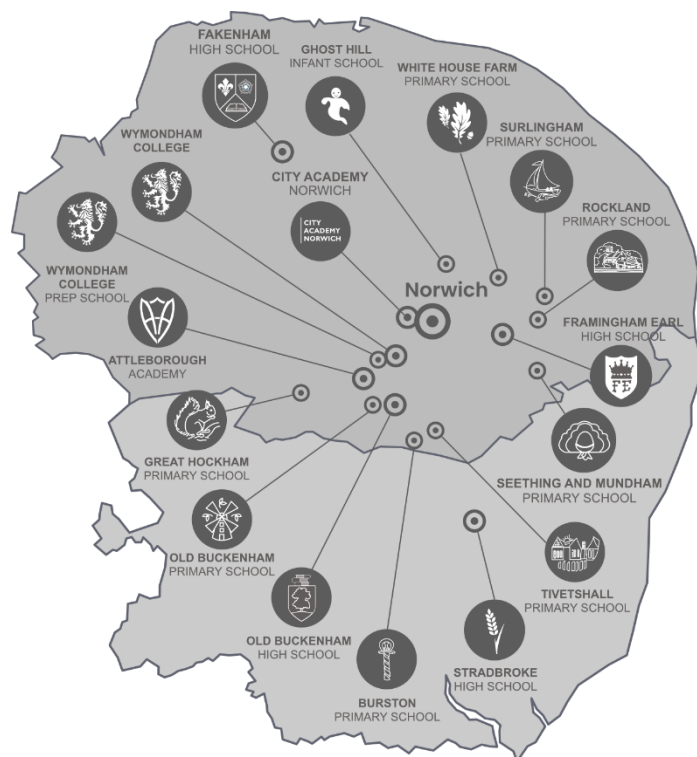 FAKENHAM
HIGH SCHOOL
GHOST HILL
INFANT SCHOOL
WHITE HOUSE FARM
PRIMARY SCHOOL
SURLINGHAM
PRIMARY SCHOOL
WYMONDHAM
COLLEGE
CITY ACADEMY
NORWICH
CITY
ACADEMY
NORWICH
ROCKLAND
PRIMARY SCHOOL
WYMONDHAM
COLLEGE
PREP SCHOOL
Norwich
FRAMINGHAM EARL
HIGH SCHOOL
F E
ATTLEBOROUGH
ACADEMY
GREAT HOCKHAM
PRIMARY SCHOOL
SEETHING AND MUNDHAM
PRIMARY SCHOOL
OLD BUCKENHAM
PRIMARY SCHOOL
TIVETSHALL
PRIMARY SCHOOL
OLD BUCKENHAM
HIGH SCHOOL
STRADBROKE
HIGH SCHOOL
BURSTON
PRIMARY SCHOOL